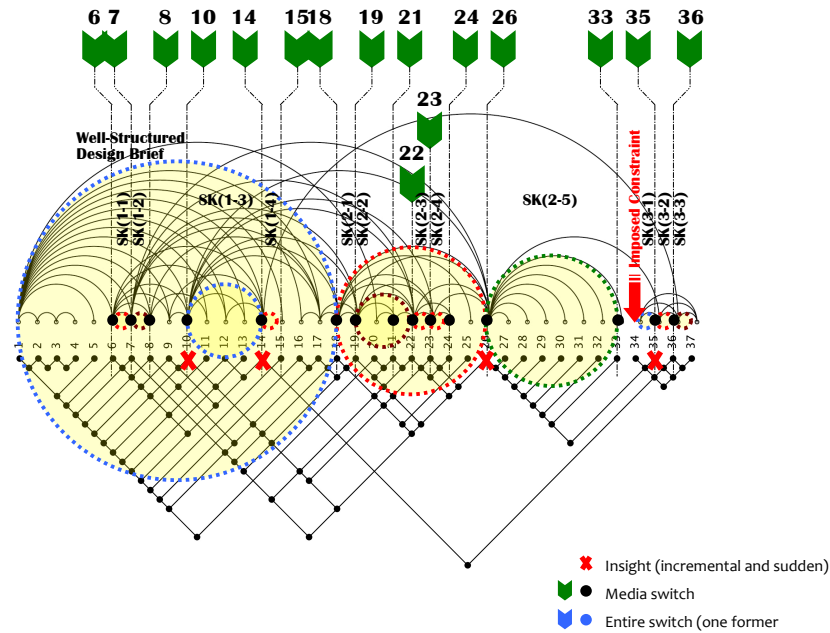 6 7 8 10 14 15 18 19 21 24 26 33 35 36
23
22
Well-Structured
Design Brief
SK(1-1)
SK(1-2)
SK(1-3)
SK(1-4)
SK(2-1)
SK(2-2)
SK(2-3)
SK(2-4)
SK(2-5)
Imposed Constraint
SK(3-1)
SK(3-2)
SK(3-3)
1 2 3 4 5 6 7 8 9 10 11 12 13 14 15 16 17 18 19 20 21 22 23 24 25 26 27 28 29 30 31 32 33 34 35 36 37
Insight (incremental and sudden)
Media switch
Entire switch (one former